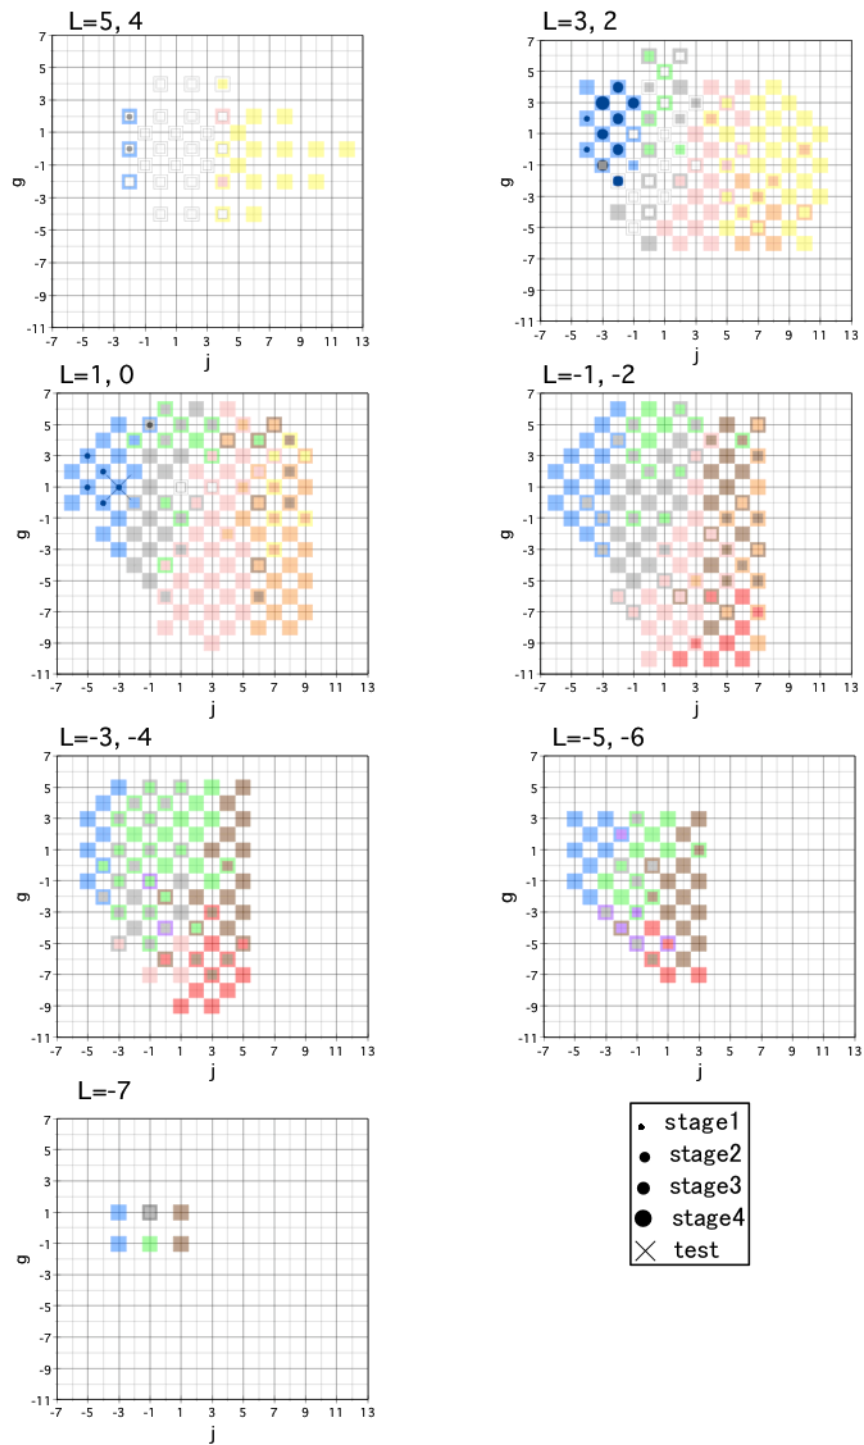 L=5, 4
7
5
3
1
-1
-3
-5
-7
-9
-11
g
-7 -5 -3 -1 1 3 5 7 9 11 13
j
L=3, 2
7
5
3
1
-1
-3
-5
-7
-9
-11
g
-7 -5 -3 -1 1 3 5 7 9 11 13
j
L=1, 0
7
5
3
1
-1
-3
-5
-7
-9
-11
g
-7 -5 -3 -1 1 3 5 7 9 11 13
j
L=-1, -2
7
5
3
1
-1
-3
-5
-7
-9
-11
g
-7 -5 -3 -1 1 3 5 7 9 11 13
j
L=-3, -4
7
5
3
1
-1
-3
-5
-7
-9
-11
g
-7 -5 -3 -1 1 3 5 7 9 11 13
j
L=-5, -6
7
5
3
1
-1
-3
-5
-7
-9
-11
g
-7 -5 -3 -1 1 3 5 7 9 11 13
j
L=-7
7
5
3
1
-1
-3
-5
-7
-9
-11
g
-7 -5 -3 -1 1 3 5 7 9 11 13
j
stage1
stage2
stage3
stage4
test